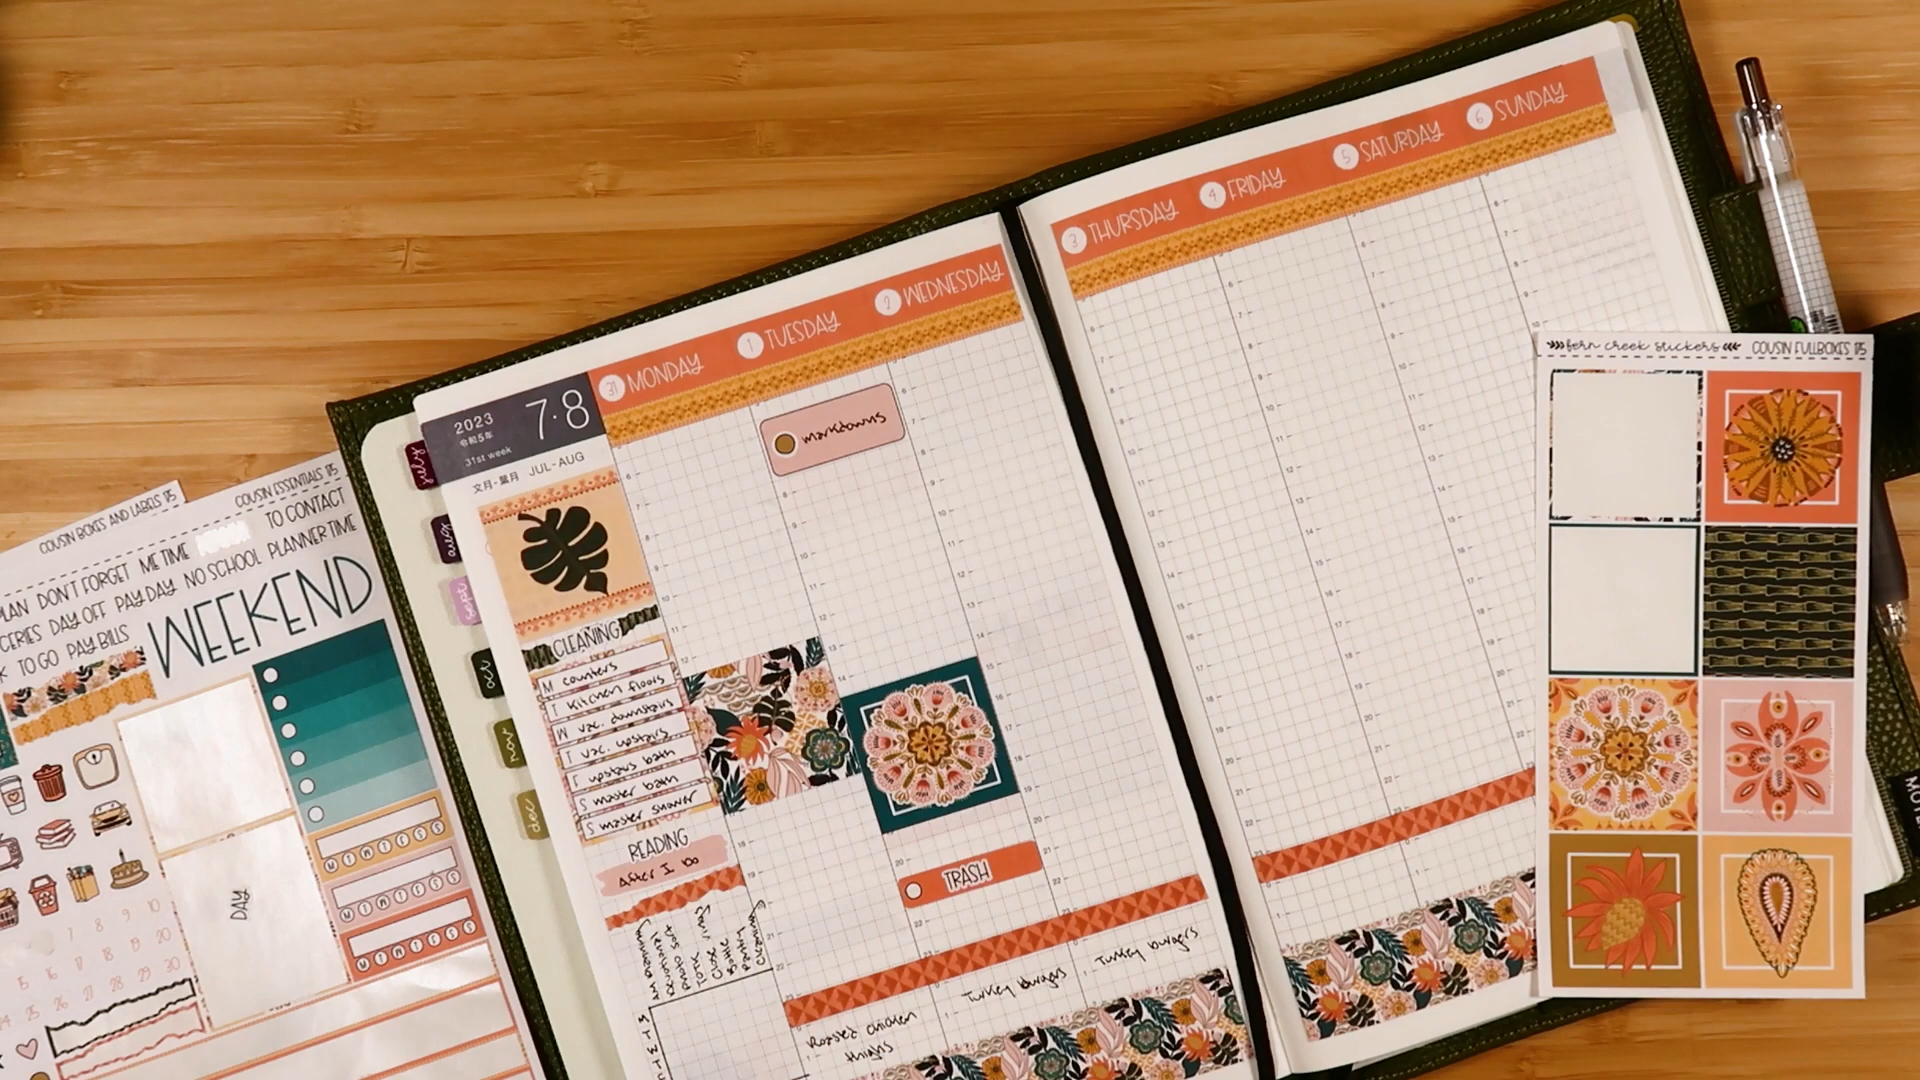 COUSIN BOXES AND LABELS 175
COUSIN ESSENTIALS 175
DON'T FORGET ME TIME
TO CONTACT
DAY OFF PAY DAY NO SCHOOL PLANNER TIME
TO GO PAY BILLS
WEEKEND
DAY
M T W T F S S
M T W T F S S
M T W T F S S
july
aug
sept
oct
nov
dec
2023
令和5年
31st week
7・8
文月・葉月 JUL-AUG
31 MONDAY
1 TUESDAY
2 WEDNESDAY
3 THURSDAY
4 FRIDAY
5 SATURDAY
6 SUNDAY
markdowns
CLEANING
M counters
T kitchen floors
W vac. downstairs
T vac. upstairs
F upstairs bath
S master bath
S master shower
READING
After I Do
TRASH
roasted chicken
thighs
Turkey burgers
Turkey burgers
fern creek stickers
COUSIN FULLBOXES 175